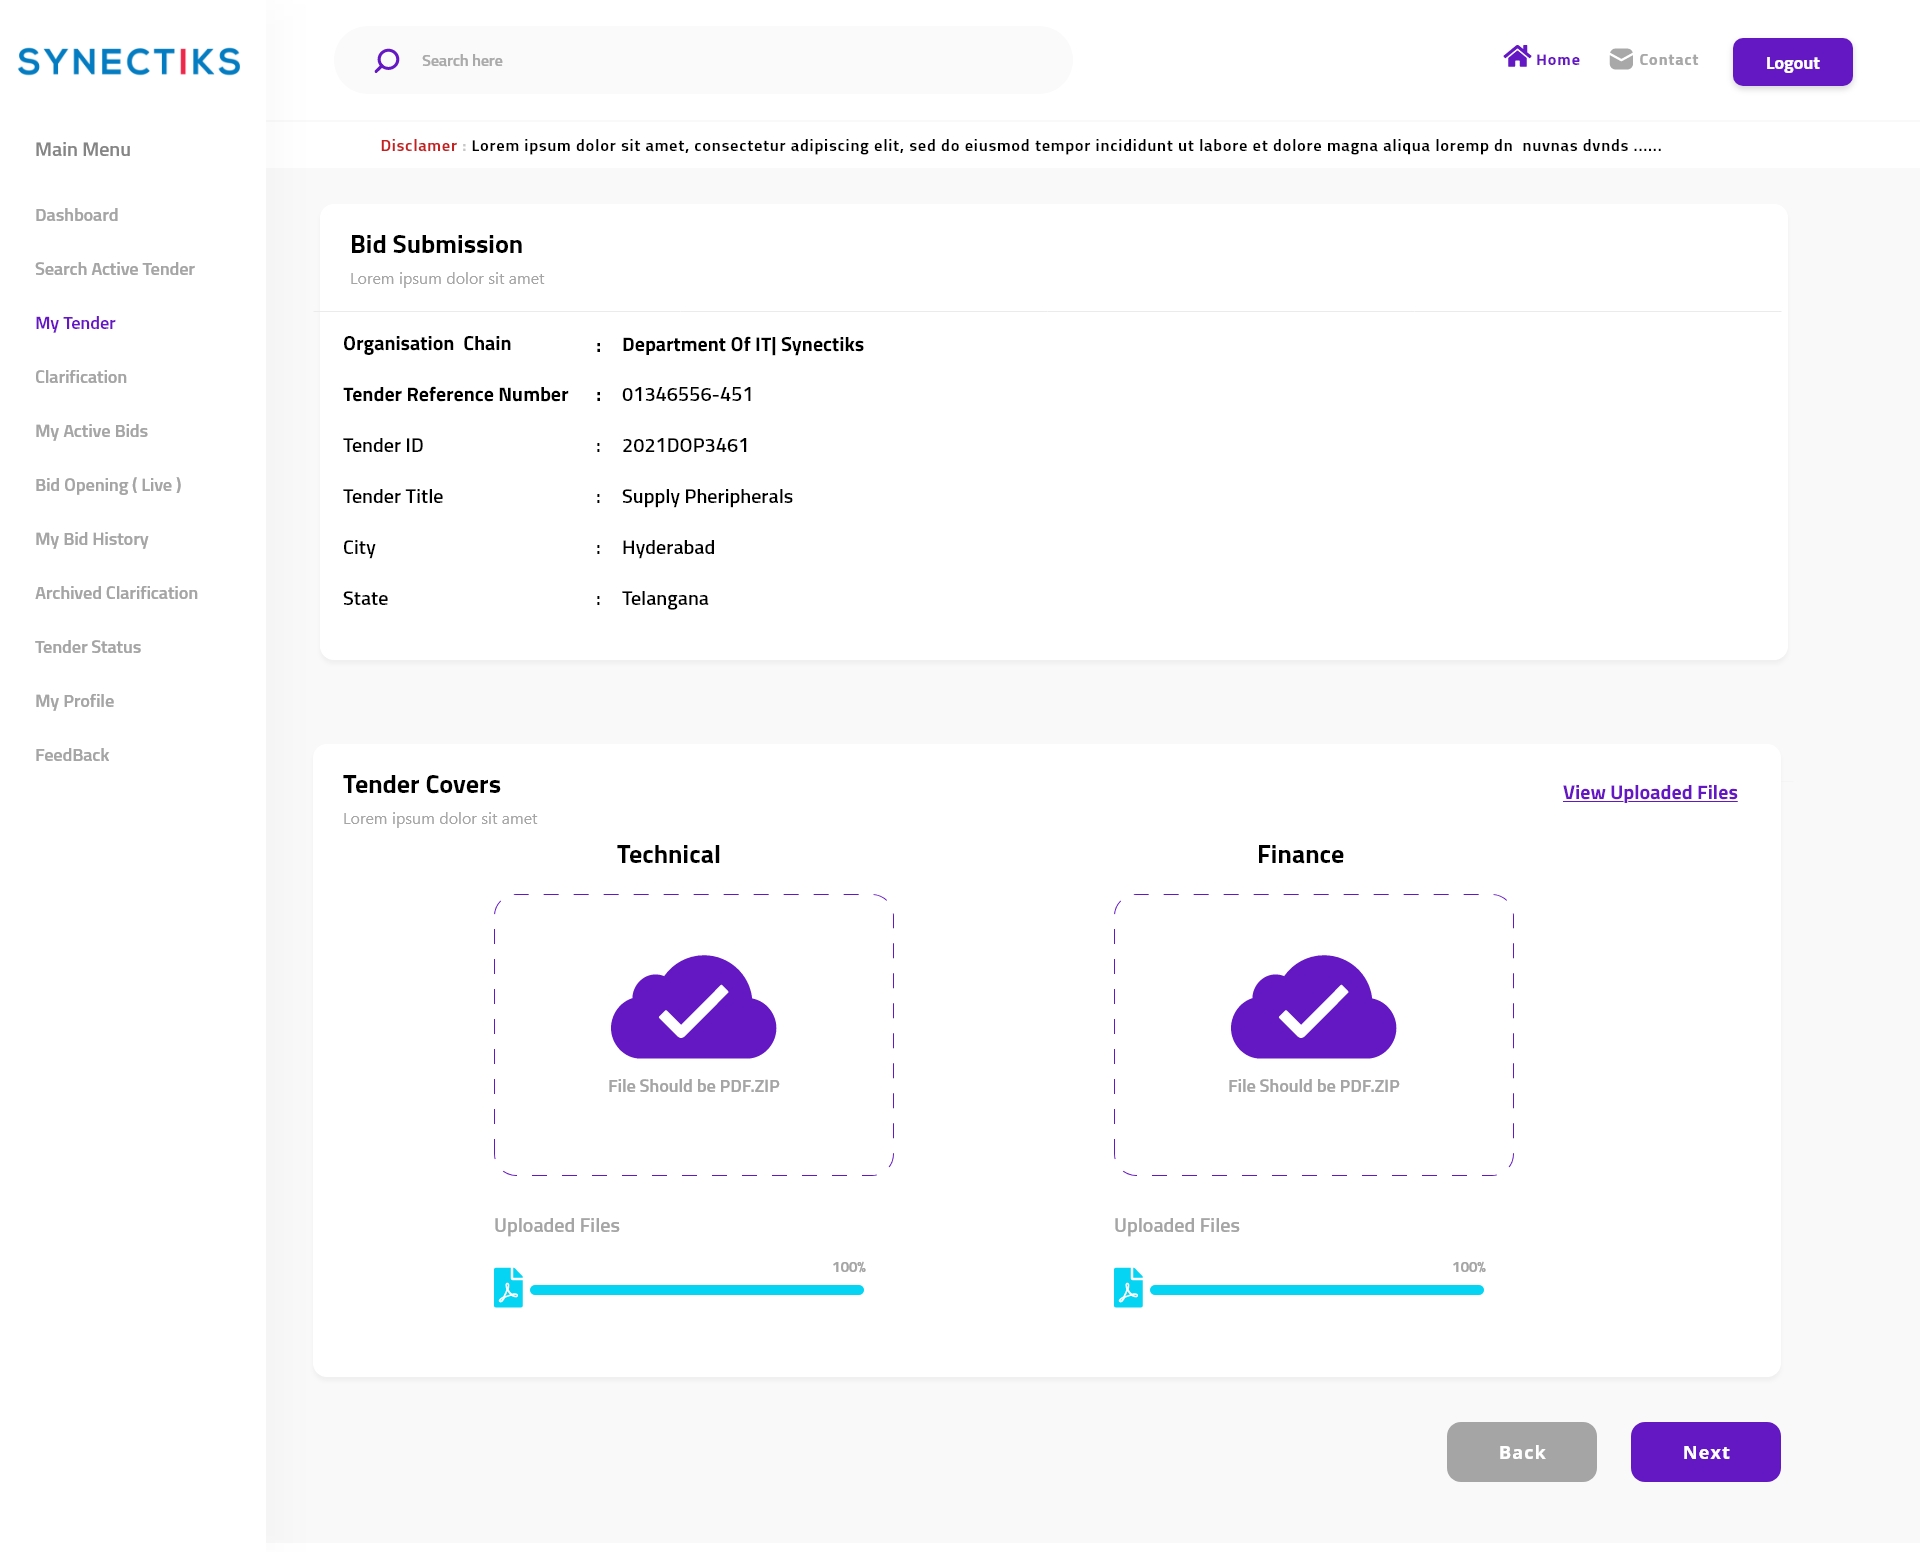 SYNECTIKS
Search here
Home
Contact
Logout
Disclamer : Lorem ipsum dolor sit amet, consectetur adipiscing elit, sed do eiusmod tempor incididunt ut labore et dolore magna aliqua loremp dn  nuvnas dvnds ......
Main Menu
Dashboard
Search Active Tender
My Tender
Clarification
My Active Bids
Bid Opening ( Live )
My Bid History
Archived Clarification
Tender Status
My Profile
FeedBack
Bid Submission
Lorem ipsum dolor sit amet
Organisation  Chain : Department Of IT| Synectiks
Tender Reference Number : 01346556-451
Tender ID : 2021DOP3461
Tender Title : Supply Pheripherals
City : Hyderabad
State : Telangana
Tender Covers
Lorem ipsum dolor sit amet
View Uploaded Files
Technical
File Should be PDF.ZIP
Uploaded Files
100%
Finance
File Should be PDF.ZIP
Uploaded Files
100%
Back
Next